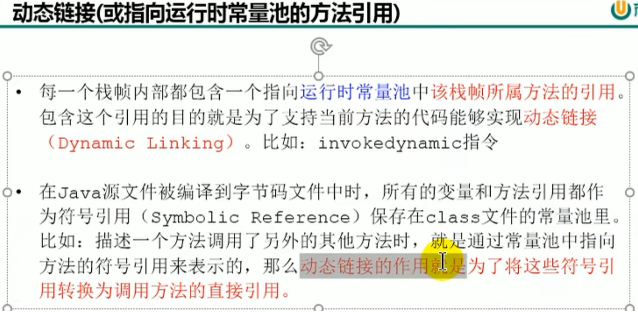 动态链接(或指向运行时常量池的方法引用)
• 每一个栈帧内部都包含一个指向运行时常量池中该栈帧所属方法的引用。
包含这个引用的目的就是为了支持当前方法的代码能够实现动态链接
（Dynamic Linking）。比如：invokedynamic指令
• 在Java源文件被编译到字节码文件中时，所有的变量和方法引用都作
为符号引用（Symbolic Reference）保存在class文件的常量池里。
比如：描述一个方法调用了另外的其他方法时，就是通过常量池中指向
方法的符号引用来表示的，那么动态链接的作用就是为了将这些符号引
用转换为调用方法的直接引用。